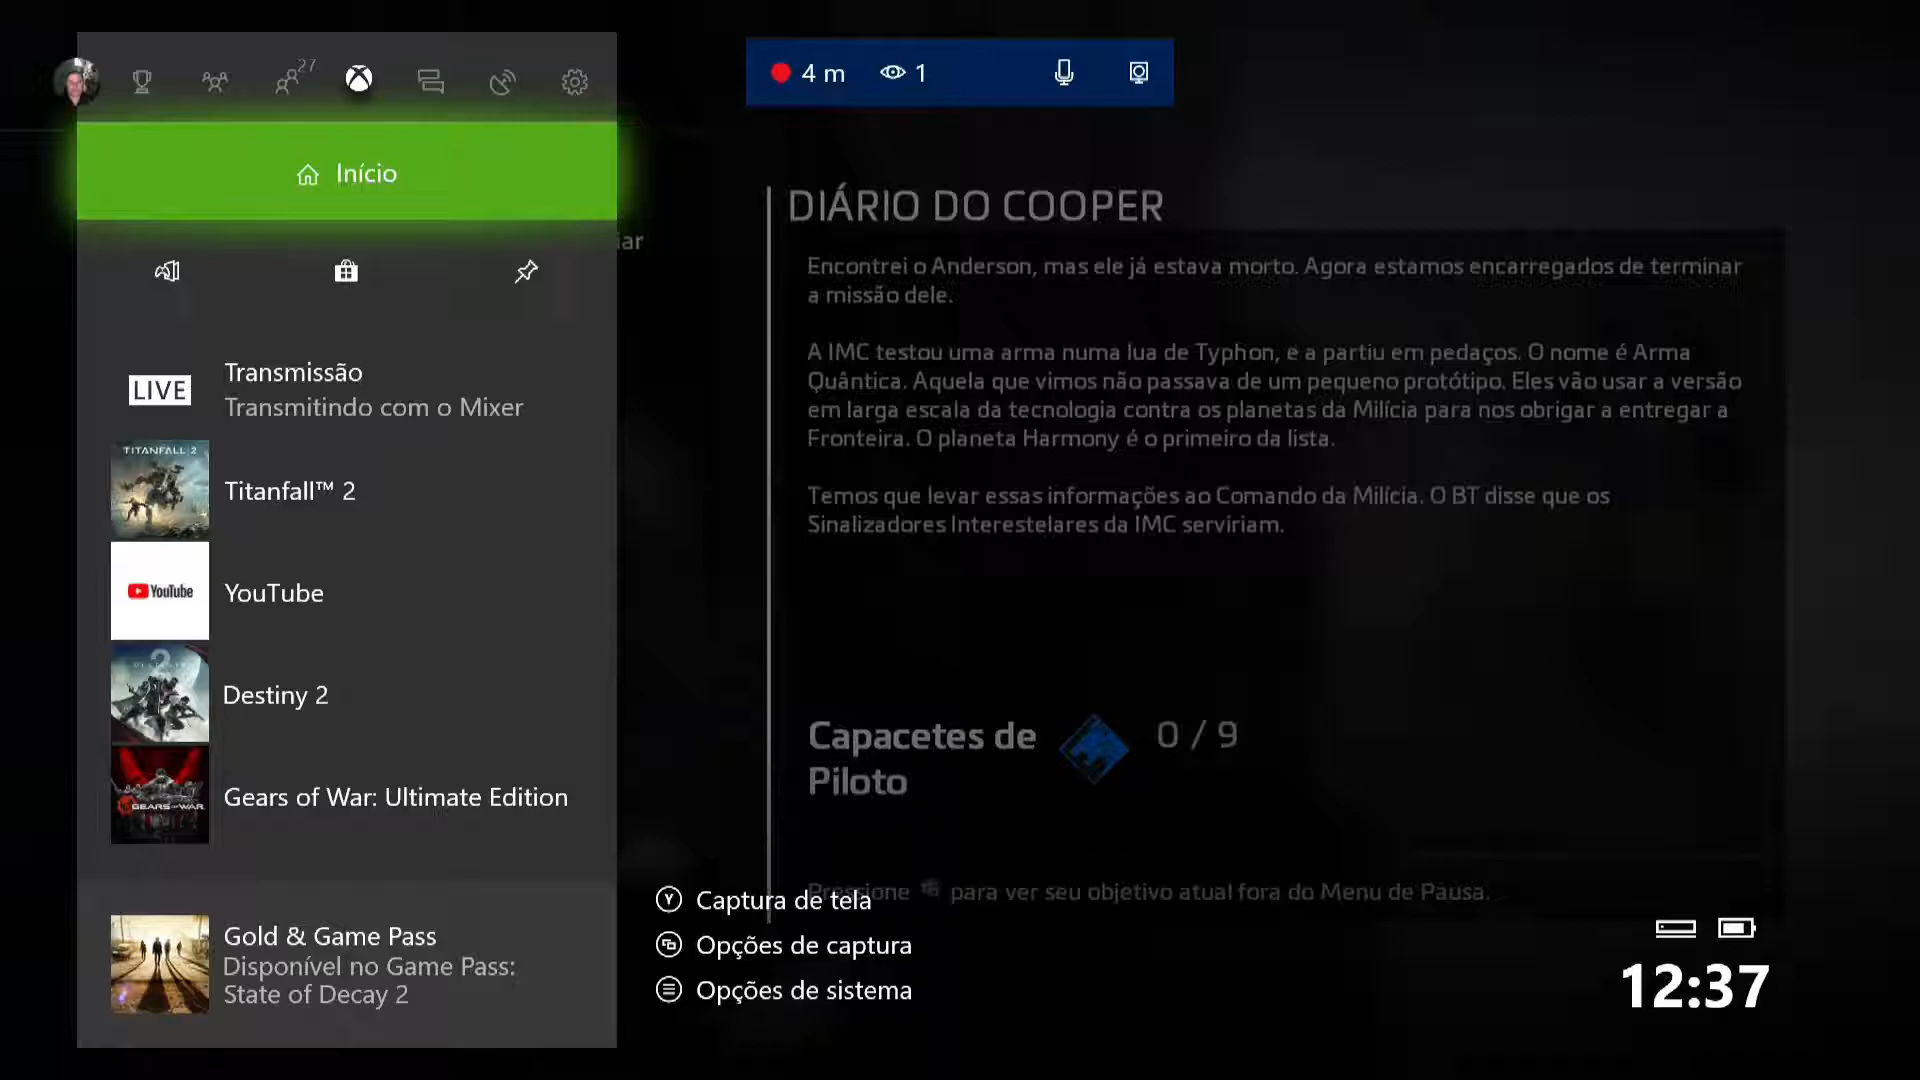 27
4 m
1
Início
iar
DIÁRIO DO COOPER
Encontrei o Anderson, mas ele já estava morto. Agora estamos encarregados de terminar
a missão dele.
A IMC testou uma arma numa lua de Typhon, e a partiu em pedaços. O nome é Arma
Quântica. Aquela que vimos não passava de um pequeno protótipo. Eles vão usar a versão
em larga escala da tecnologia contra os planetas da Milícia para nos obrigar a entregar a
Fronteira. O planeta Harmony é o primeiro da lista.
Temos que levar essas informações ao Comando da Milícia. O BT disse que os
Sinalizadores Interestelares da IMC serviriam.
LIVE
Transmissão
Transmitindo com o Mixer
TITANFALL 2
Titanfall™ 2
YouTube
YouTube
Destiny 2
GEARS OF WAR
Gears of War: Ultimate Edition
Capacetes de
Piloto
0 / 9
Pressione para ver seu objetivo atual fora do Menu de Pausa.
Gold & Game Pass
Disponível no Game Pass:
State of Decay 2
Y Captura de tela
Opções de captura
Opções de sistema
12:37